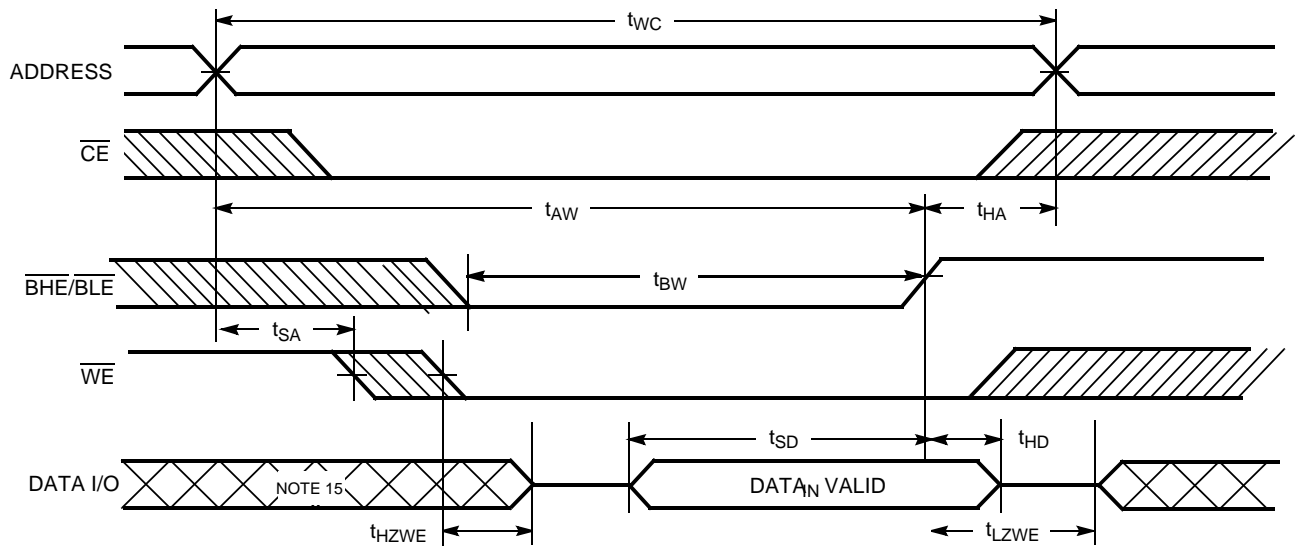 tWC
ADDRESS
CE
tAW
tHA
BHE/BLE
tBW
tSA
WE
tSD
tHD
DATA I/O
NOTE 15
DATAIN VALID
tHZWE
tLZWE